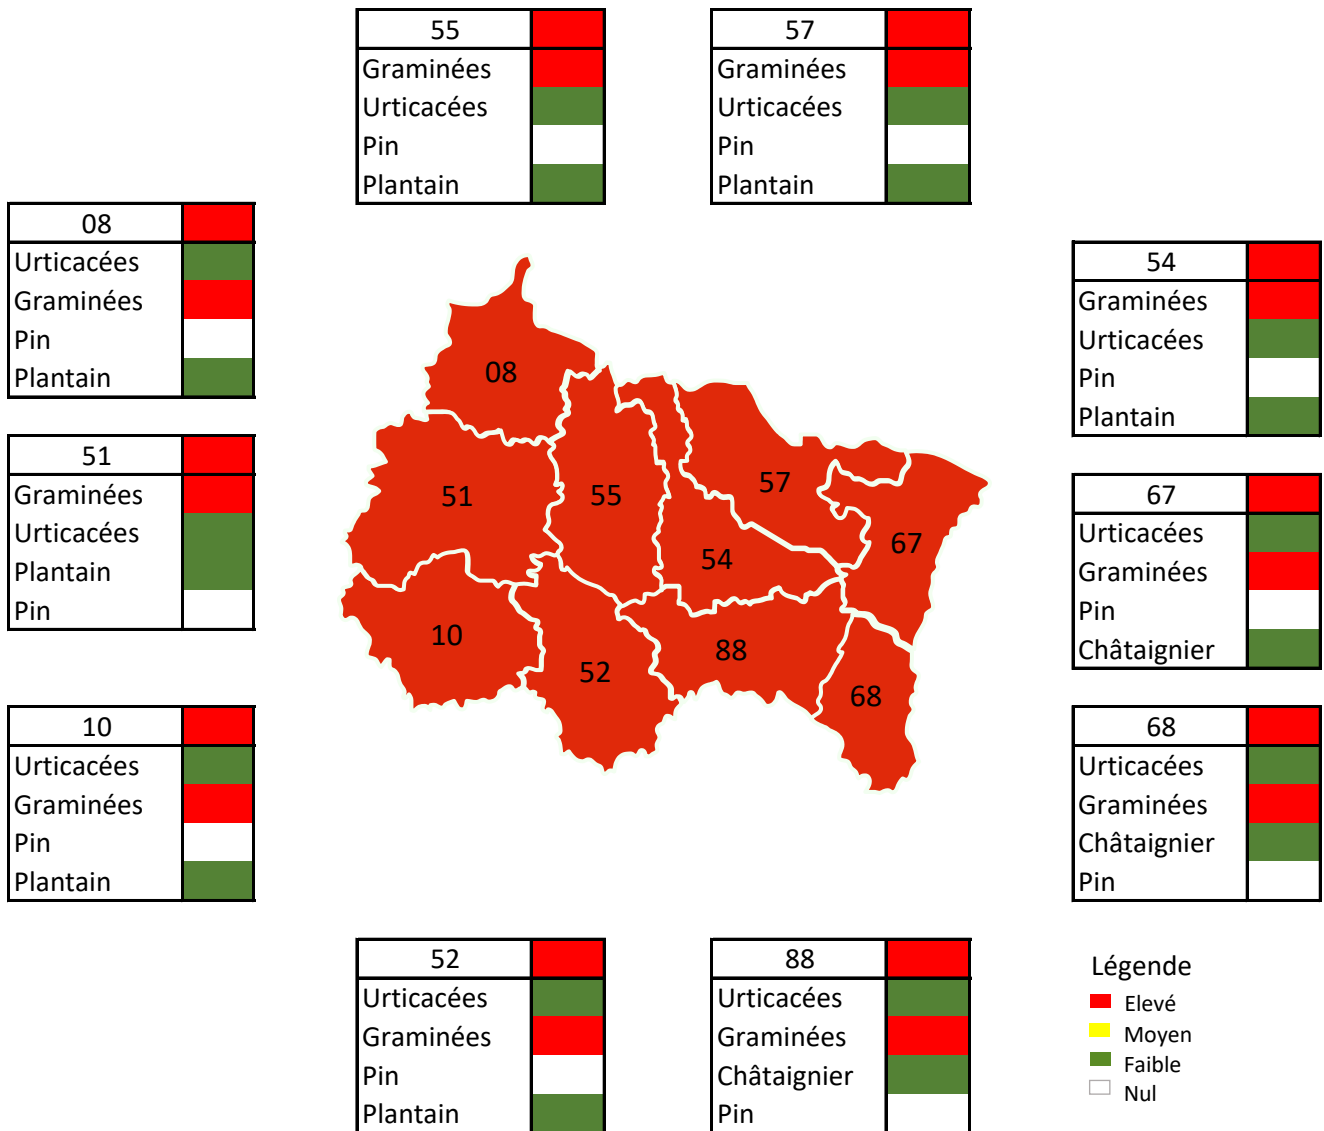 55
Graminées
Urticacées
Pin
Plantain
57
Graminées
Urticacées
Pin
Plantain
08
Urticacées
Graminées
Pin
Plantain
54
Graminées
Urticacées
Pin
Plantain
51
Graminées
Urticacées
Plantain
Pin
67
Urticacées
Graminées
Pin
Châtaignier
08
51
55
57
67
54
10
52
88
68
10
Urticacées
Graminées
Pin
Plantain
68
Urticacées
Graminées
Châtaignier
Pin
52
Urticacées
Graminées
Pin
Plantain
88
Urticacées
Graminées
Châtaignier
Pin
Légende
Elevé
Moyen
Faible
Nul